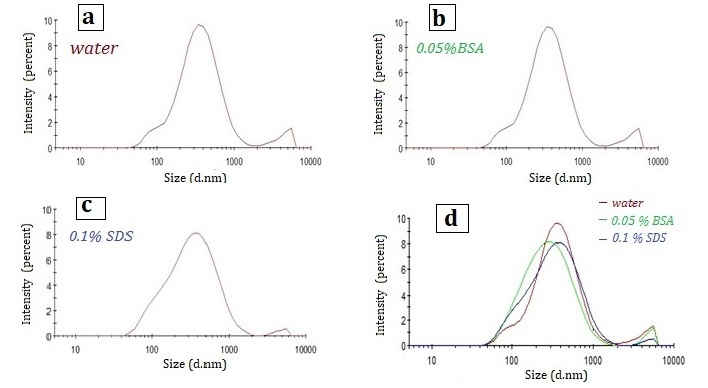 a
water
Intensity (percent)
10
8
6
4
2
0
10 100 1000 10000
Size (d.nm)
b
0.05%BSA
Intensity (percent)
10
8
6
4
2
0
10 100 1000 10000
Size (d.nm)
c
0.1% SDS
Intensity (percent)
10
8
6
4
2
0
10 100 1000 10000
Size (d.nm)
d
water
0.05 % BSA
0.1 % SDS
Intensity (percent)
10
8
6
4
2
0
10 100 1000 10000
Size (d.nm)